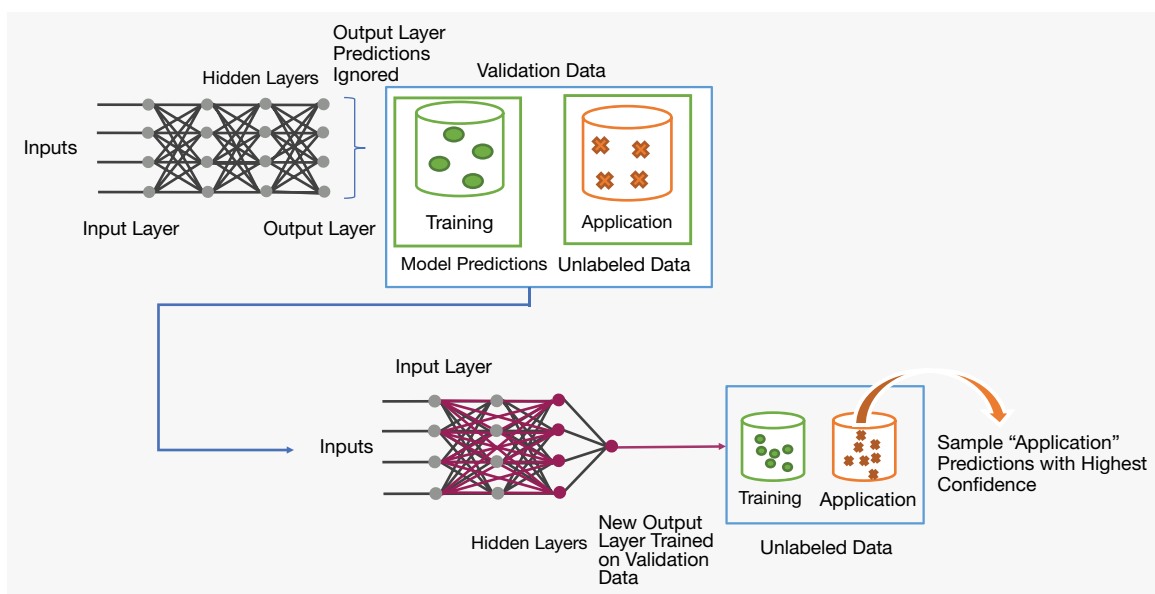 Output Layer
Predictions
Ignored
Hidden Layers
Validation Data
Inputs
Training
Application
Input Layer
Output Layer
Model Predictions
Unlabeled Data
Input Layer
Inputs
Training
Application
Sample “Application”
Predictions with Highest
Confidence
Hidden Layers
New Output
Layer Trained
on Validation
Data
Unlabeled Data